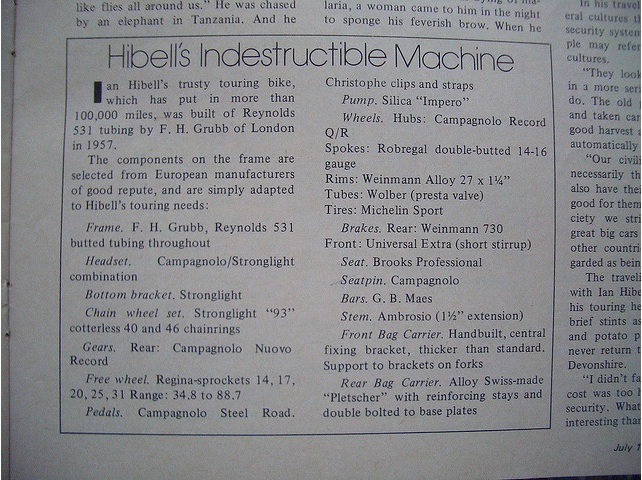 like flies all around us." He was chased
by an elephant in Tanzania. And he
laria, a woman came to him in the night
to sponge his feverish brow. When he
Hibell's Indestructible Machine
Ian Hibell's trusty touring bike,
which has put in more than
100,000 miles, was built of Reynolds
531 tubing by F. H. Grubb of London
in 1957.
The components on the frame are
selected from European manufacturers
of good repute, and are simply adapted
to Hibell's touring needs:
Frame. F. H. Grubb, Reynolds 531
butted tubing throughout
Headset. Campagnolo/Stronglight
combination
Bottom bracket. Stronglight
Chain wheel set. Stronglight "93"
cotterless 40 and 46 chainrings
Gears. Rear: Campagnolo Nuovo
Record
Free wheel. Regina-sprockets 14, 17,
20, 25, 31 Range: 34.8 to 88.7
Pedals. Campagnolo Steel Road.
Christophe clips and straps
Pump. Silica "Impero"
Wheels. Hubs: Campagnolo Record
Q/R
Spokes: Robregal double-butted 14-16
gauge
Rims: Weinmann Alloy 27 x 1¼"
Tubes: Wolber (presta valve)
Tires: Michelin Sport
Brakes. Rear: Weinmann 730
Front: Universal Extra (short stirrup)
Seat. Brooks Professional
Seatpin. Campagnolo
Bars. G. B. Maes
Stem. Ambrosio (1½" extension)
Front Bag Carrier. Handbuilt, central
fixing bracket, thicker than standard.
Support to brackets on forks
Rear Bag Carrier. Alloy Swiss-made
"Pletscher" with reinforcing stays and
double bolted to base plates
In his travel
eral cultures
security system
ple may refer
cultures.
"They look
in a more seri
do. The old
and taken car
good harvest
automatically
"Our civili
necessarily th
also have thei
good for them
ciety we stri
great big cars
other countri
garded as bein
The traveli
with Ian Hibe
his touring he
brief stints as
and potato p
never return t
Devonshire.
"I didn't fa
cost was too
security. What
interesting than
July 1